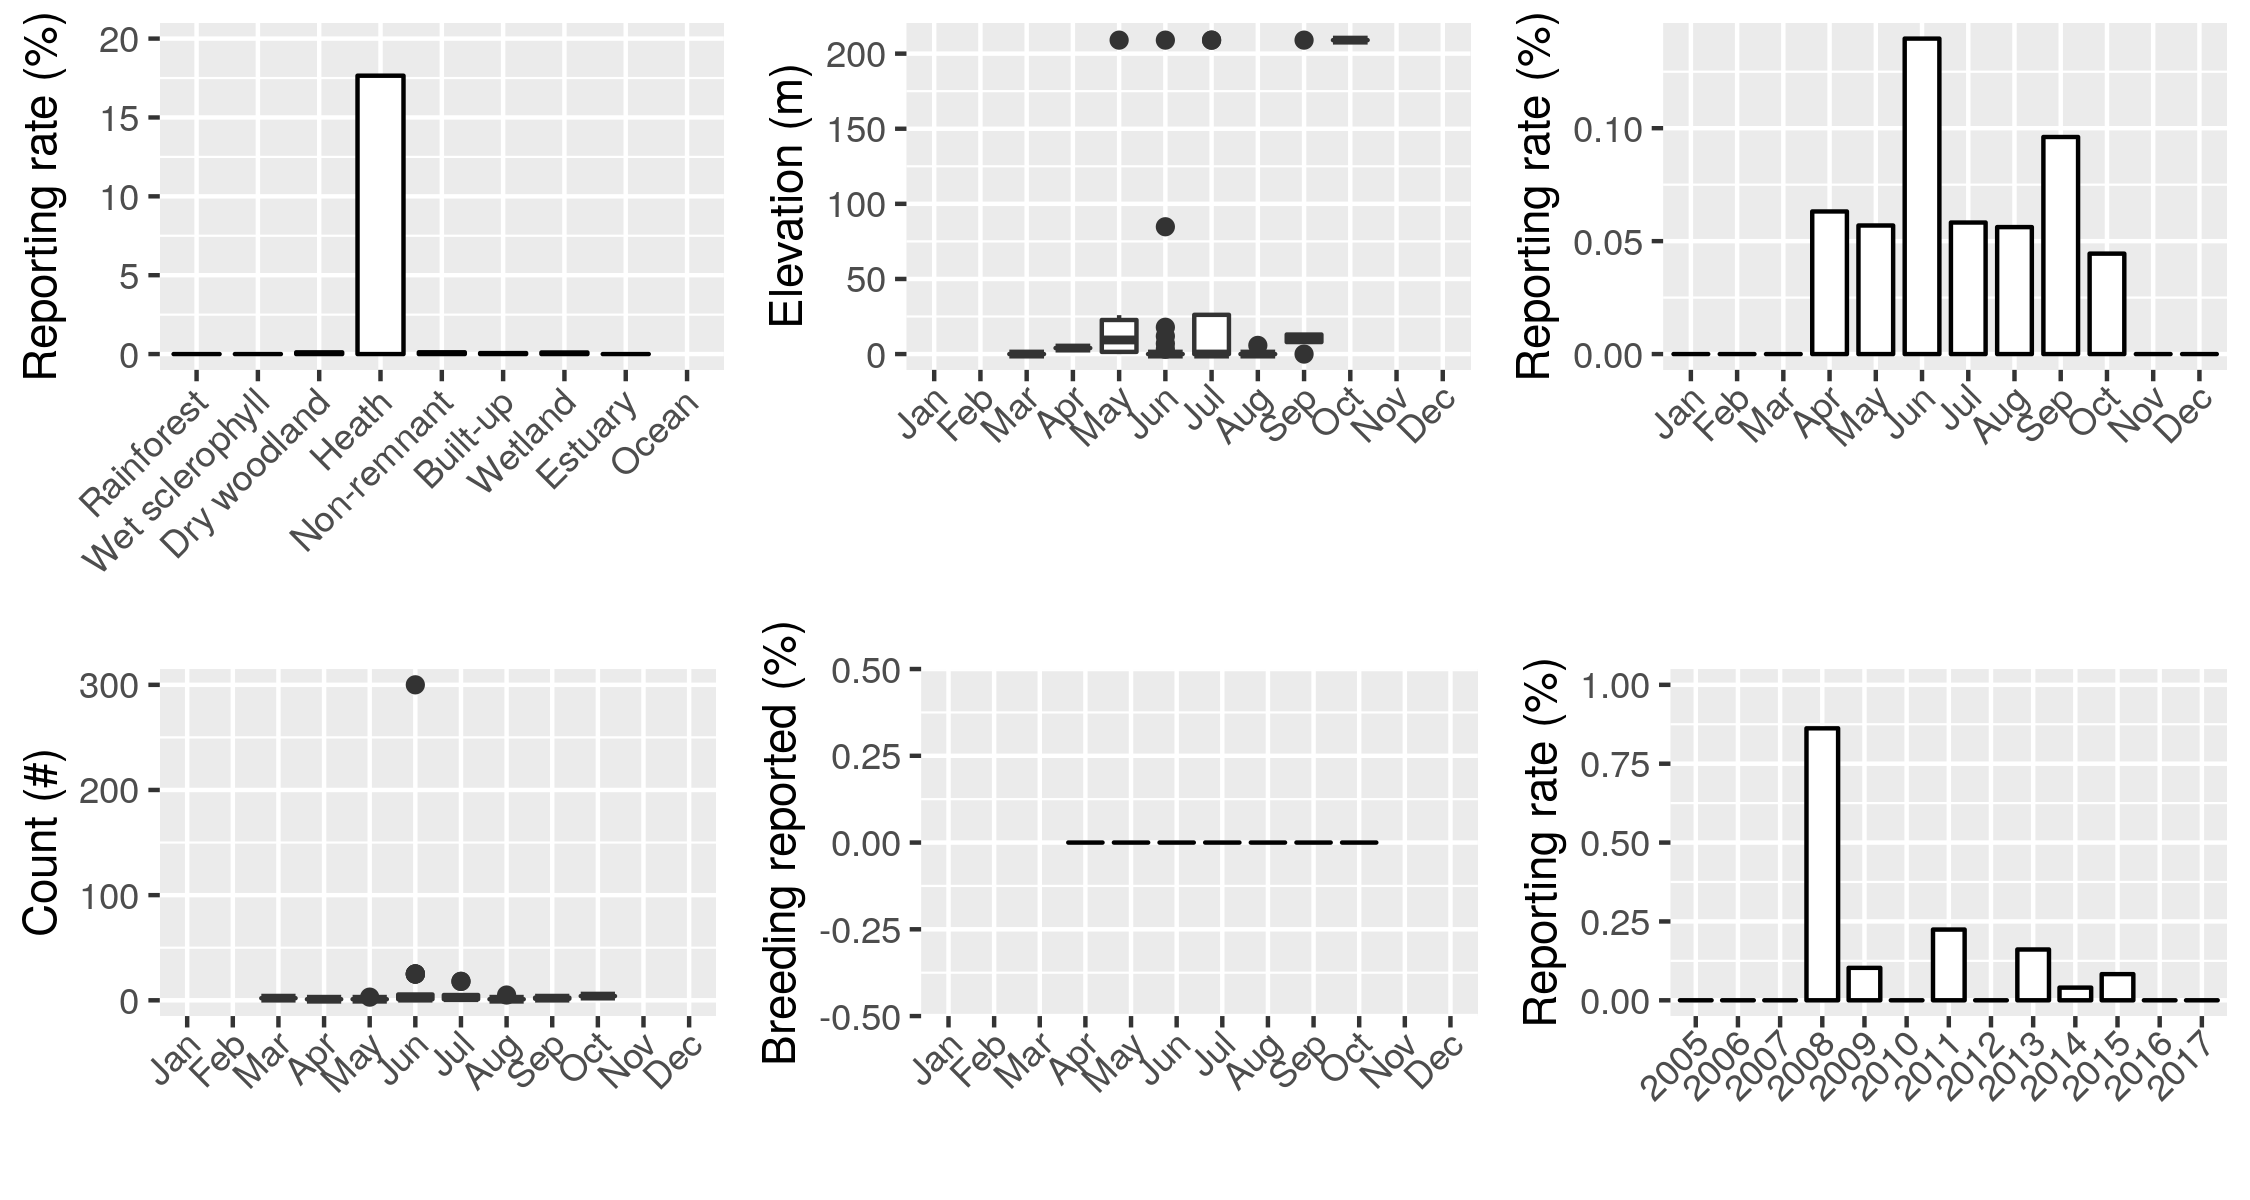 Reporting rate (%)
20
15
10
5
0
Rainforest
Wet sclerophyll
Dry woodland
Heath
Non-remnant
Built-up
Wetland
Estuary
Ocean
Elevation (m)
200
150
100
50
0
Jan
Feb
Mar
Apr
May
Jun
Jul
Aug
Sep
Oct
Nov
Dec
Reporting rate (%)
0.10
0.05
0.00
Jan
Feb
Mar
Apr
May
Jun
Jul
Aug
Sep
Oct
Nov
Dec
Count (#)
300
200
100
0
Jan
Feb
Mar
Apr
May
Jun
Jul
Aug
Sep
Oct
Nov
Dec
Breeding reported (%)
0.50
0.25
0.00
-0.25
-0.50
Jan
Feb
Mar
Apr
May
Jun
Jul
Aug
Sep
Oct
Nov
Dec
Reporting rate (%)
1.00
0.75
0.50
0.25
0.00
2005
2006
2007
2008
2009
2010
2011
2012
2013
2014
2015
2016
2017